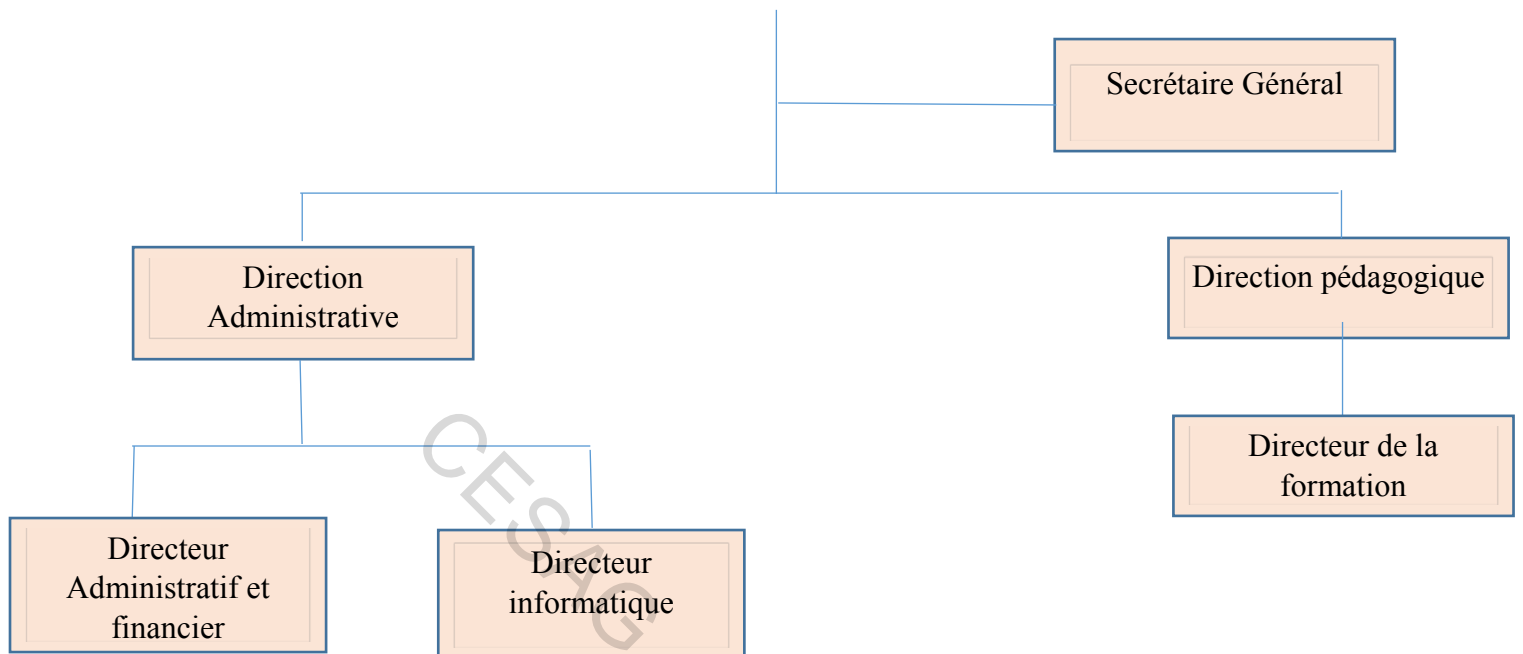 Secrétaire Général
Direction
Administrative
Direction pédagogique
Directeur de la
formation
Directeur
Administratif et
financier
Directeur
informatique
CESAG